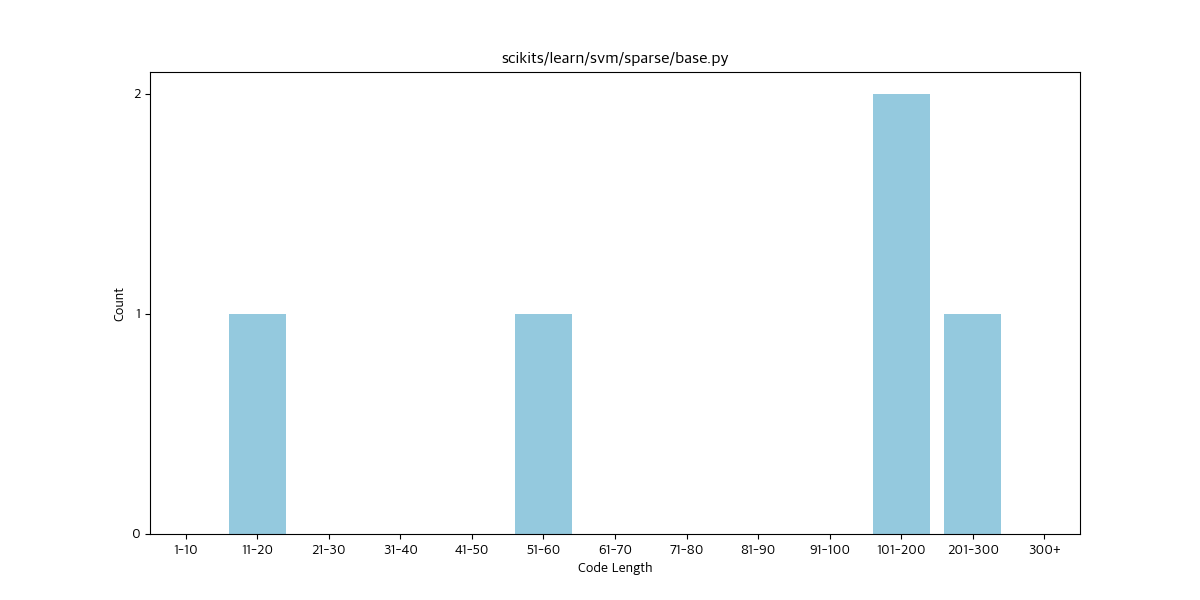 scikits/learn/svm/sparse/base.py
2
1
0
Count
1-10 11-20 21-30 31-40 41-50 51-60 61-70 71-80 81-90 91-100 101-200 201-300 300+
Code Length